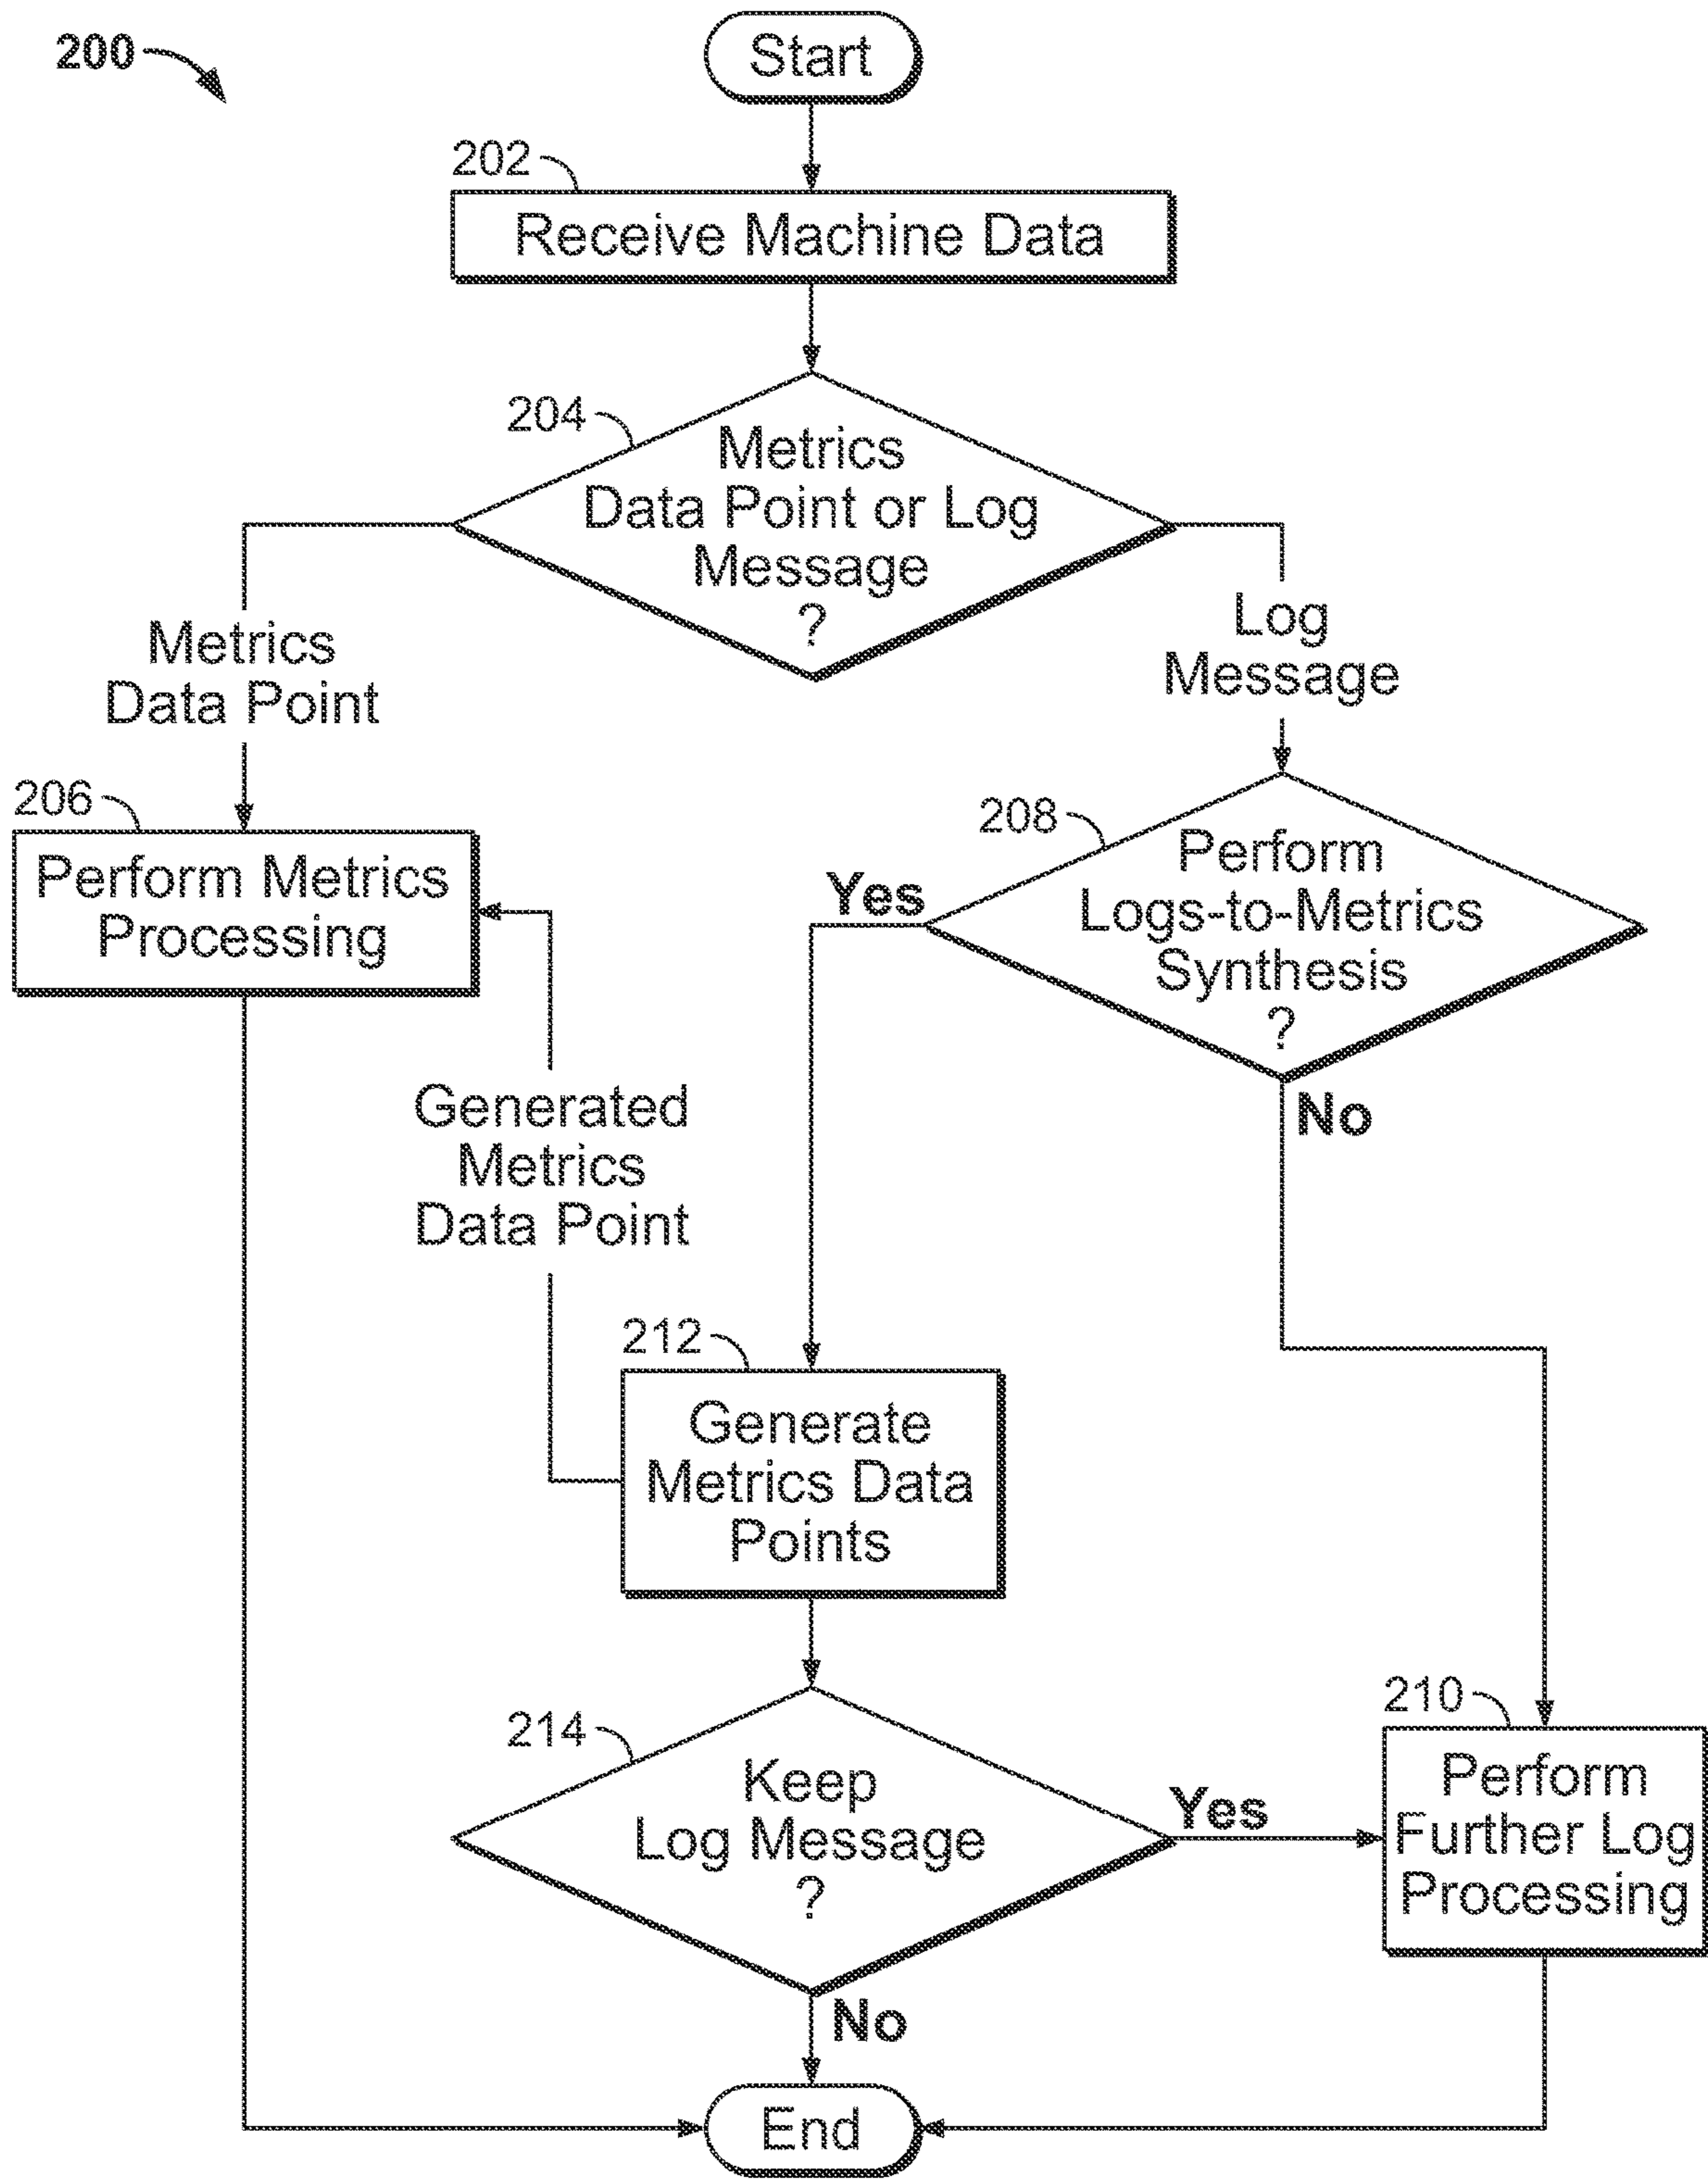 200
Start
202
Receive Machine Data
204
Metrics
Data Point or Log
Message
?
Metrics
Data Point
Log
Message
206
Perform Metrics
Processing
208
Perform
Logs-to-Metrics
Synthesis
?
Yes
No
Generated
Metrics
Data Point
212
Generate
Metrics Data
Points
214
Keep
Log Message
?
Yes
No
210
Perform
Further Log
Processing
End